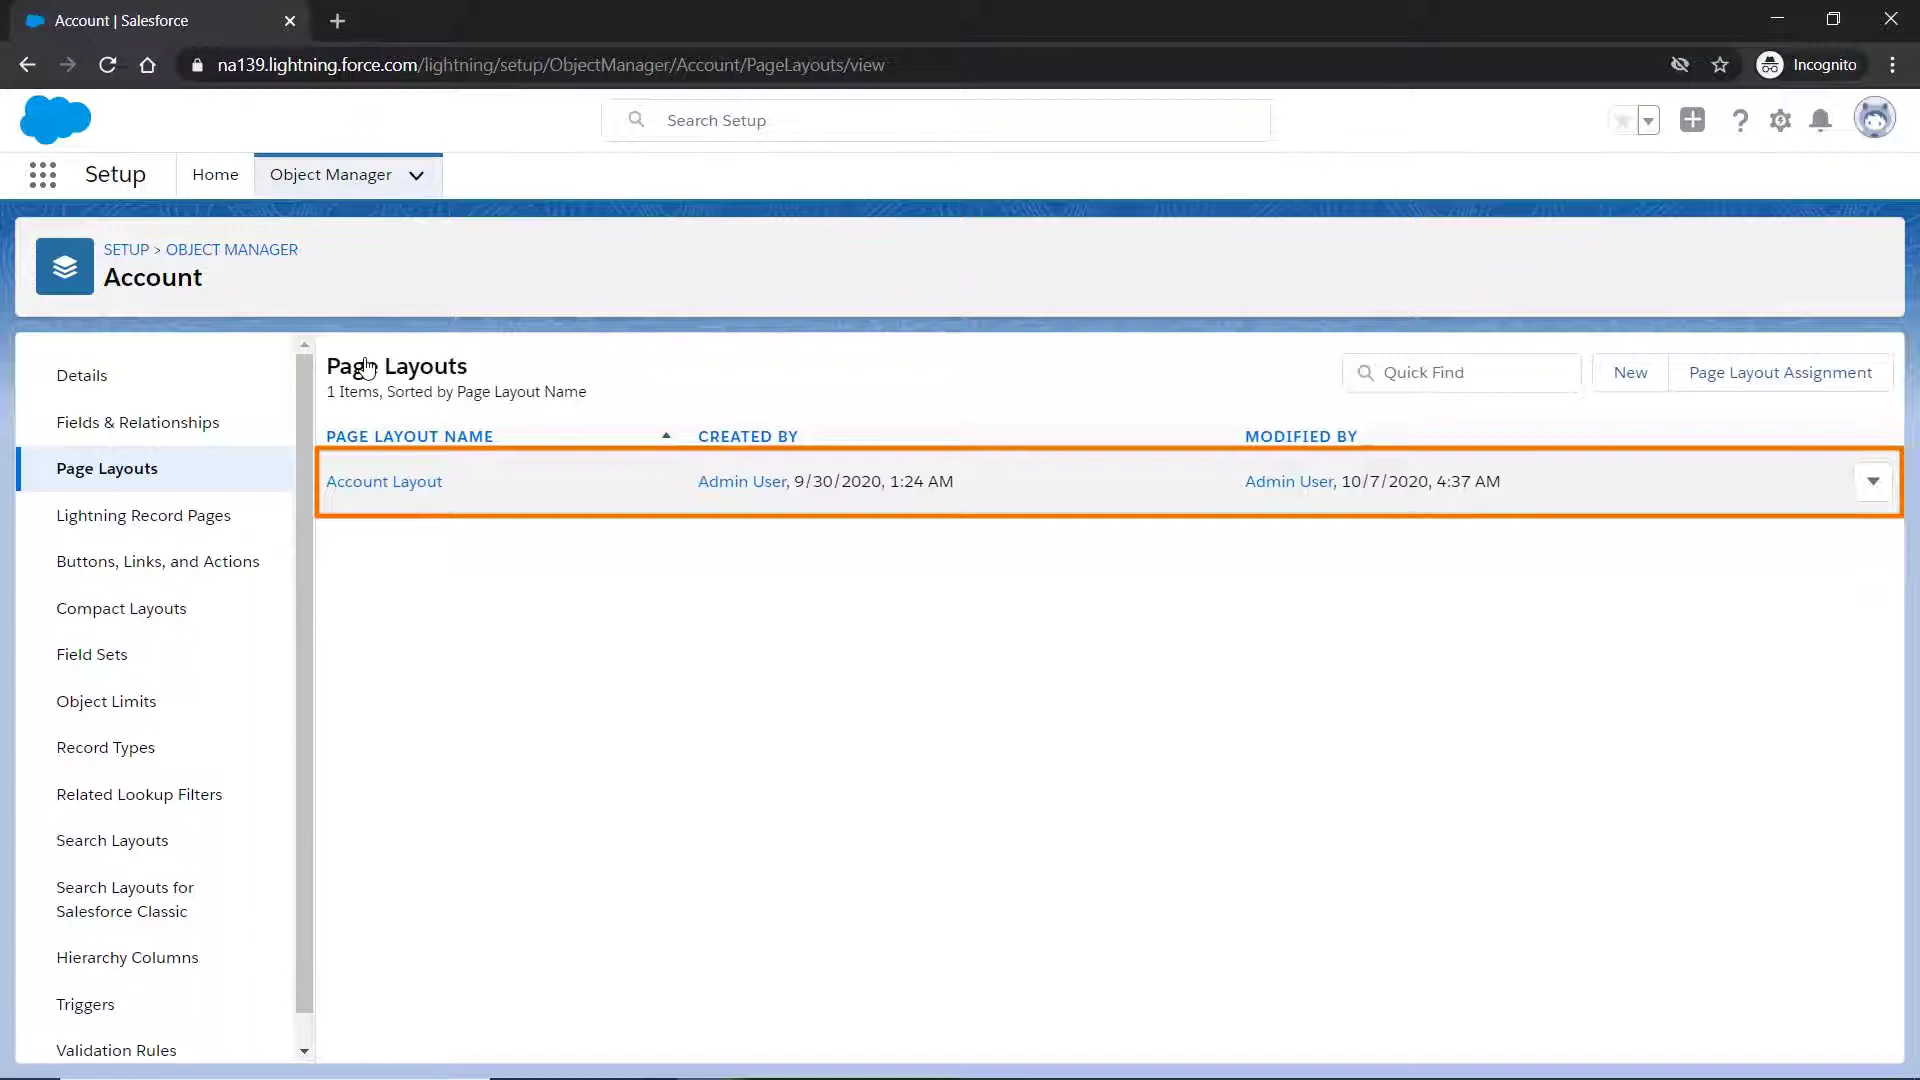 Account | Salesforce
na139.lightning.force.com/lightning/setup/ObjectManager/Account/PageLayouts/view
Incognito
Search Setup
Setup
Home
Object Manager
SETUP > OBJECT MANAGER
Account
Details
Fields & Relationships
Page Layouts
Lightning Record Pages
Buttons, Links, and Actions
Compact Layouts
Field Sets
Object Limits
Record Types
Related Lookup Filters
Search Layouts
Search Layouts for
Salesforce Classic
Hierarchy Columns
Triggers
Validation Rules
Page Layouts
1 Items, Sorted by Page Layout Name
Quick Find
New
Page Layout Assignment
PAGE LAYOUT NAME
CREATED BY
MODIFIED BY
Account Layout
Admin User, 9/30/2020, 1:24 AM
Admin User, 10/7/2020, 4:37 AM